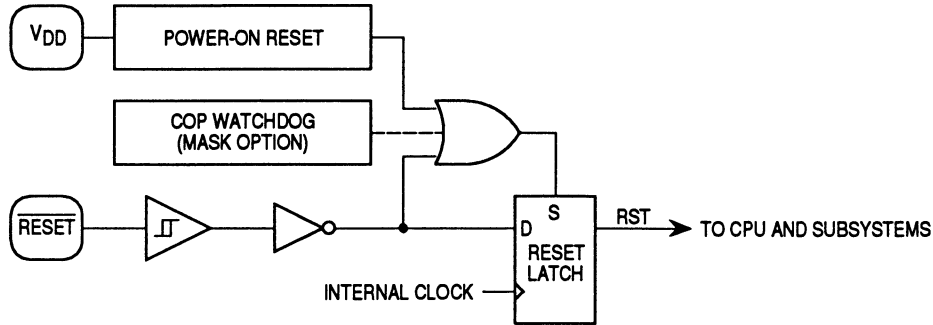 VDD
POWER-ON RESET
COP WATCHDOG
(MASK OPTION)
RESET
S
D
RESET
LATCH
RST
TO CPU AND SUBSYSTEMS
INTERNAL CLOCK